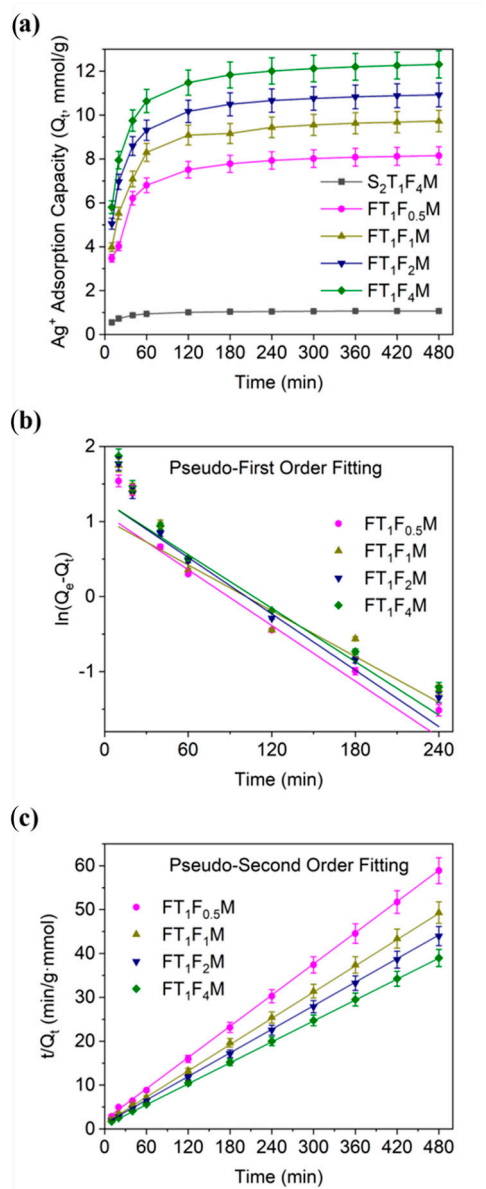 (a)
Ag⁺ Adsorption Capacity (Qₜ, mmol/g)
12
10
8
6
4
2
0
S₂T₁F₄M
FT₁F₀.₅M
FT₁F₁M
FT₁F₂M
FT₁F₄M
0 60 120 180 240 300 360 420 480
Time (min)
(b)
ln(Qₑ-Qₜ)
2
1
0
-1
Pseudo-First Order Fitting
FT₁F₀.₅M
FT₁F₁M
FT₁F₂M
FT₁F₄M
0 60 120 180 240
Time (min)
(c)
t/Qₜ (min/g·mmol)
60
50
40
30
20
10
0
Pseudo-Second Order Fitting
FT₁F₀.₅M
FT₁F₁M
FT₁F₂M
FT₁F₄M
0 60 120 180 240 300 360 420 480
Time (min)